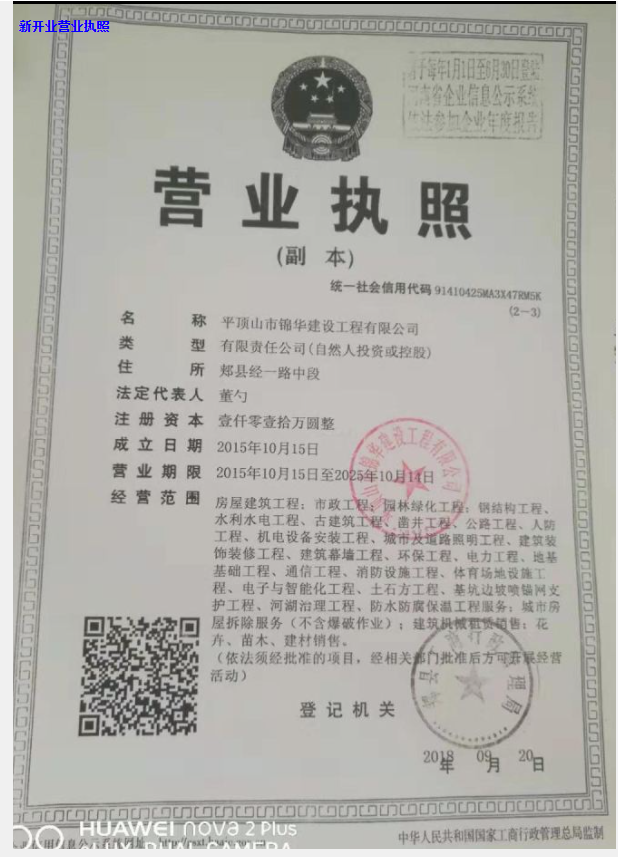 新开业营业执照
于每年1月1日至6月30日登陆
河南省企业信息公示系统
依法参加企业年度报告
营业执照
(副 本)
统一社会信用代码 91410425MA3X47RM5K
(2-3)
名称 平顶山市锦华建设工程有限公司
类型 有限责任公司(自然人投资或控股)
住所 郏县经一路中段
法定代表人 董勺
注册资本 壹仟零壹拾万圆整
成立日期 2015年10月15日
营业期限 2015年10月15日至2025年10月14日
经营范围 房屋建筑工程；市政工程；园林绿化工程；钢结构工程、
水利水电工程、古建筑工程、凿井工程、公路工程、人防
工程、机电设备安装工程、城市及道路照明工程、建筑装
饰装修工程、建筑幕墙工程、环保工程、电力工程、地基
基础工程、通信工程、消防设施工程、体育场地设施工
程、电子与智能化工程、土石方工程、基坑边坡喷锚网支
护工程、河湖治理工程、防水防腐保温工程服务；城市房
屋拆除服务（不含爆破作业）；建筑机械租赁销售；花
卉、苗木、建材销售。
（依法须经批准的项目，经相关部门批准后方可开展经营
活动）
登记机关
2018年09月20日
HUAWEI nova 2 Plus
中华人民共和国国家工商行政管理总局监制